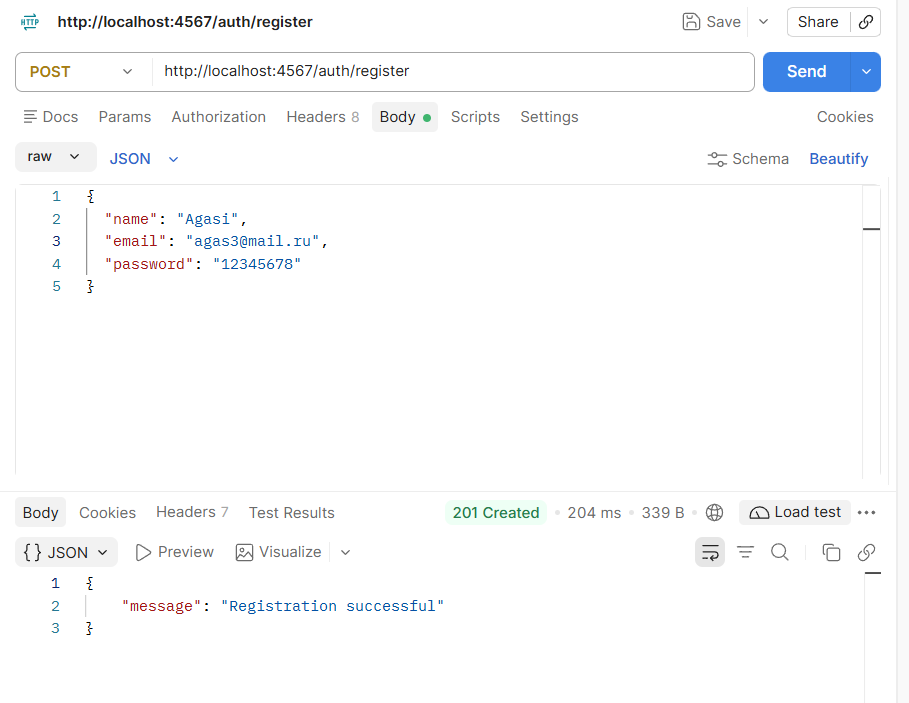 HTTP http://localhost:4567/auth/register Save Share
POST http://localhost:4567/auth/register Send
Docs Params Authorization Headers 8 Body Scripts Settings Cookies
raw JSON Schema Beautify
1 {
2 "name": "Agasi",
3 "email": "agas3@mail.ru",
4 "password": "12345678"
5 }
Body Cookies Headers 7 Test Results 201 Created • 204 ms • 339 B • Load test
{} JSON Preview Visualize
1 {
2 "message": "Registration successful"
3 }